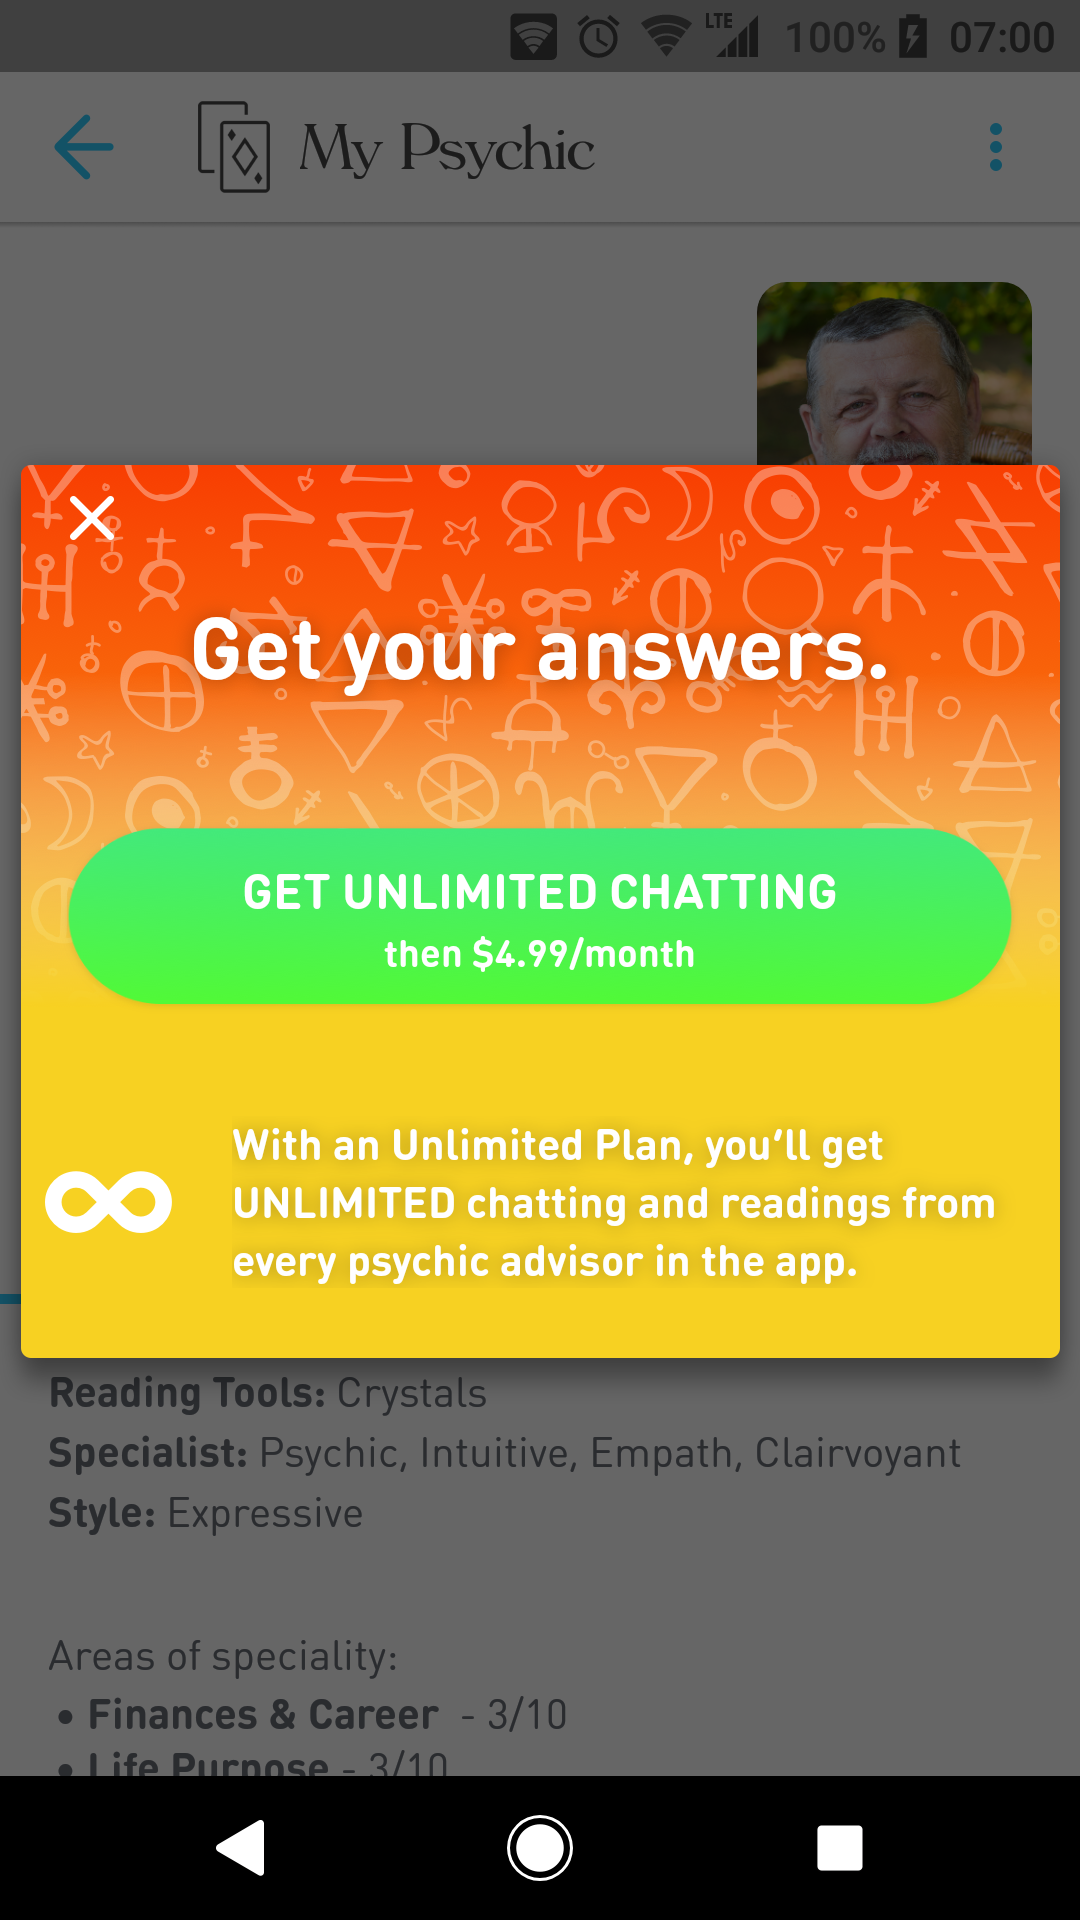 LTE 100% 07:00
My Psychic
Get your answers.
GET UNLIMITED CHATTING
then $4.99/month
With an Unlimited Plan, you‘ll get
UNLIMITED chatting and readings from
every psychic advisor in the app.
Reading Tools: Crystals
Specialist: Psychic, Intuitive, Empath, Clairvoyant
Style: Expressive
Areas of speciality:
• Finances & Career - 3/10
• Life Purpose - 3/10